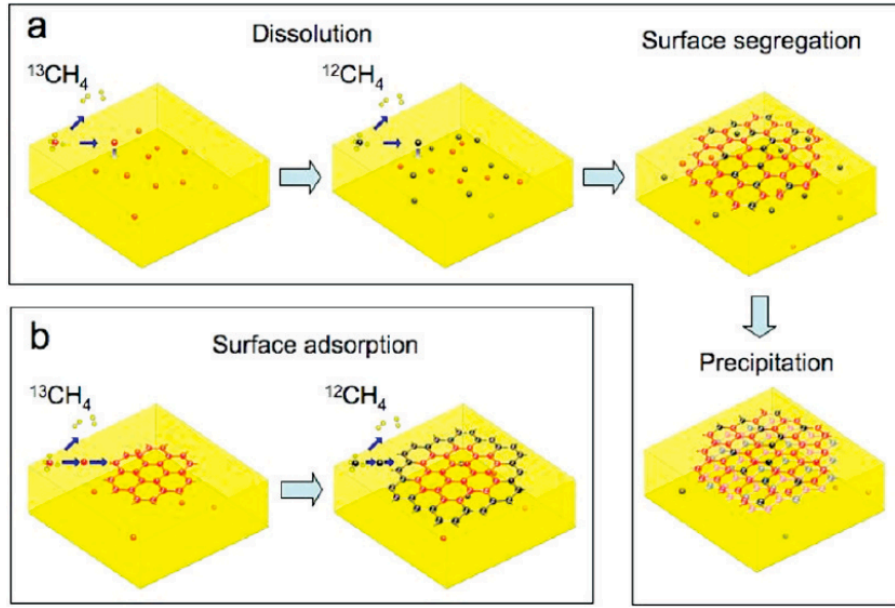 a
Dissolution
Surface segregation
¹³CH₄
¹²CH₄
Precipitation
b
Surface adsorption
¹³CH₄
¹²CH₄